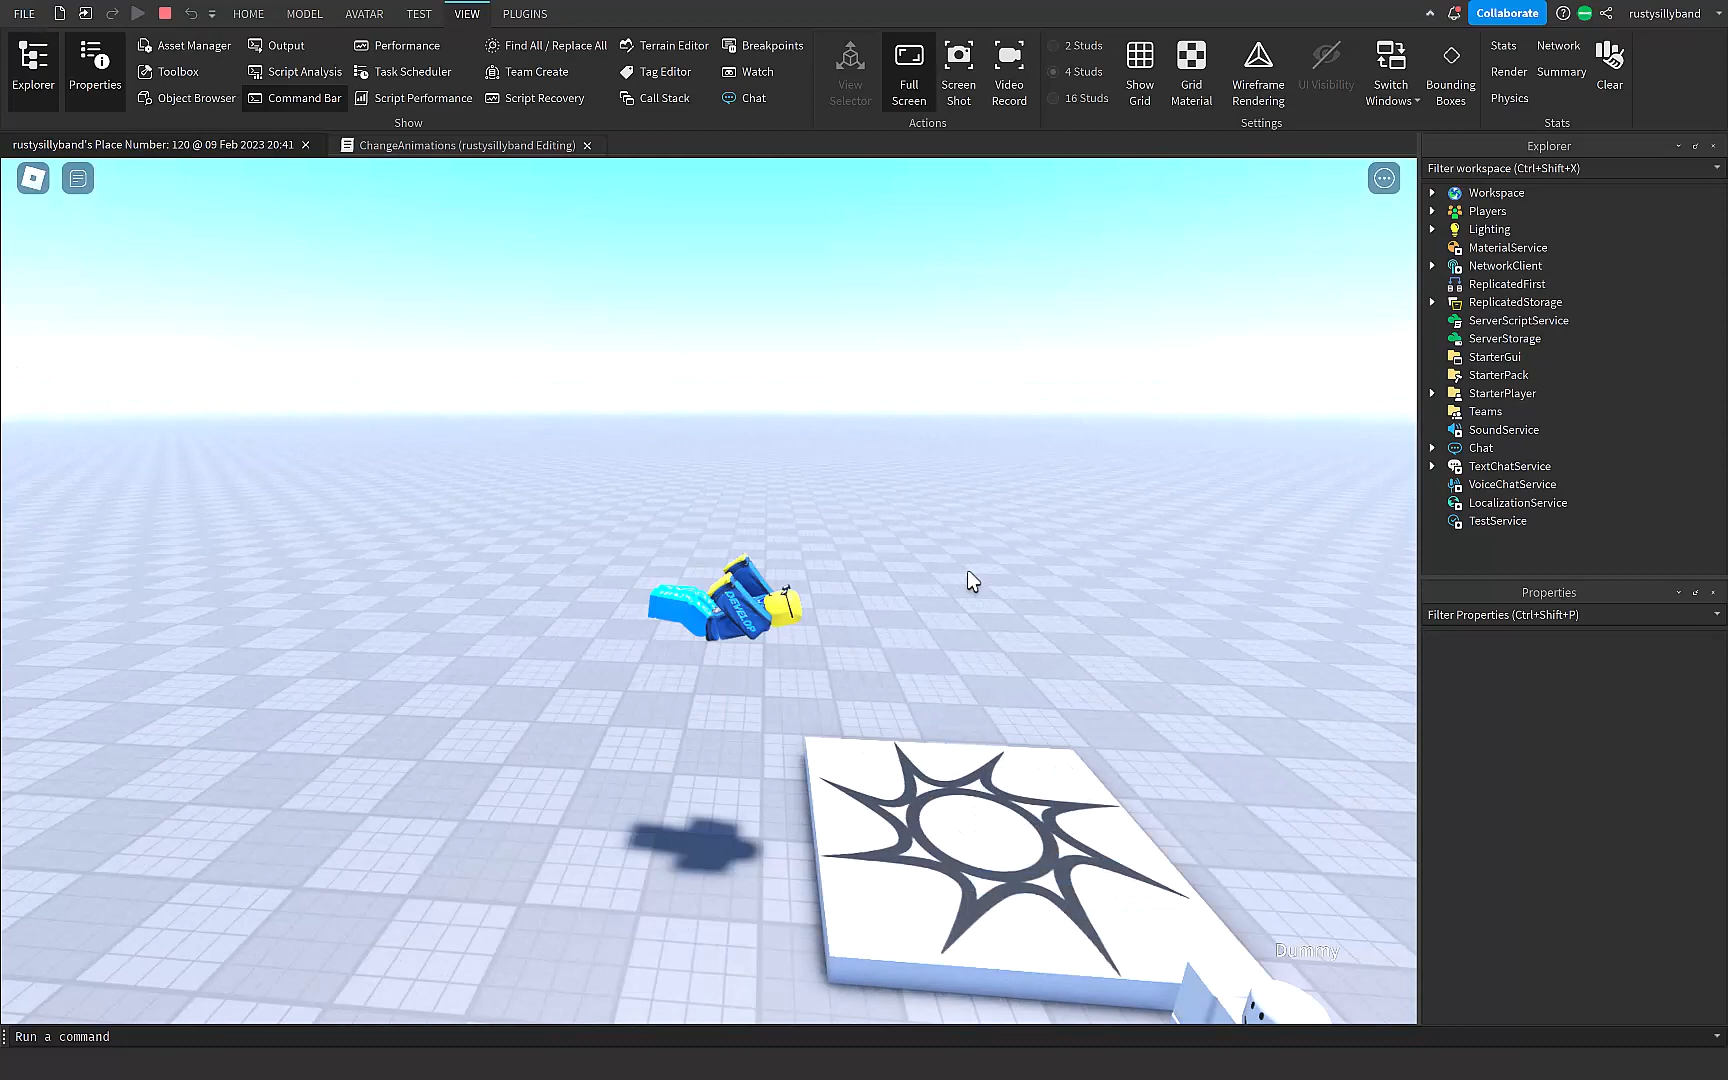 FILE HOME MODEL AVATAR TEST VIEW PLUGINS Collaborate rustysillyband
Explorer
Properties
Asset Manager
Toolbox
Object Browser
Output
Script Analysis
Command Bar
Performance
Task Scheduler
Script Performance
Find All / Replace All
Team Create
Script Recovery
Terrain Editor
Tag Editor
Call Stack
Breakpoints
Watch
Chat
Show
View
Selector
Full
Screen
Screen
Shot
Video
Record
Actions
2 Studs
4 Studs
16 Studs
Show
Grid
Grid
Material
Wireframe
Rendering
UI Visibility
Switch
Windows
Bounding
Boxes
Settings
Stats
Render
Physics
Network
Summary
Clear
Stats
rustysillyband's Place Number: 120 @ 09 Feb 2023 20:41
ChangeAnimations (rustysillyband Editing)
DEVELOP
Dummy
Explorer
Filter workspace (Ctrl+Shift+X)
Workspace
Players
Lighting
MaterialService
NetworkClient
ReplicatedFirst
ReplicatedStorage
ServerScriptService
ServerStorage
StarterGui
StarterPack
StarterPlayer
Teams
SoundService
Chat
TextChatService
VoiceChatService
LocalizationService
TestService
Properties
Filter Properties (Ctrl+Shift+P)
Run a command